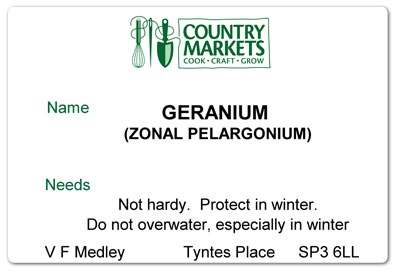 COUNTRY
MARKETS
COOK · CRAFT · GROW
Name
GERANIUM
(ZONAL PELARGONIUM)
Needs
Not hardy.  Protect in winter.
Do not overwater, especially in winter
V F Medley Tyntes Place SP3 6LL